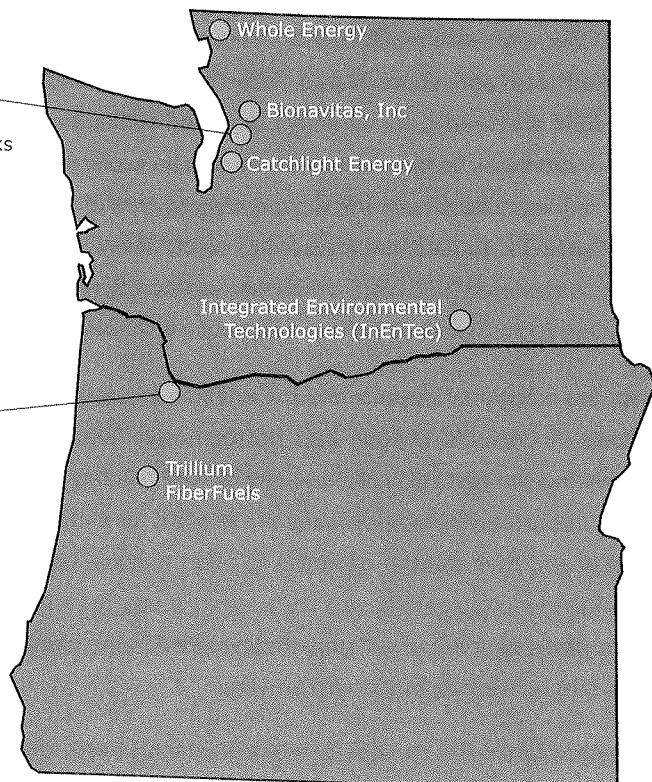 Whole Energy
Bionavitas, Inc
Catchlight Energy
Integrated Environmental
Technologies (InEnTec)
Trillium
FiberFuels